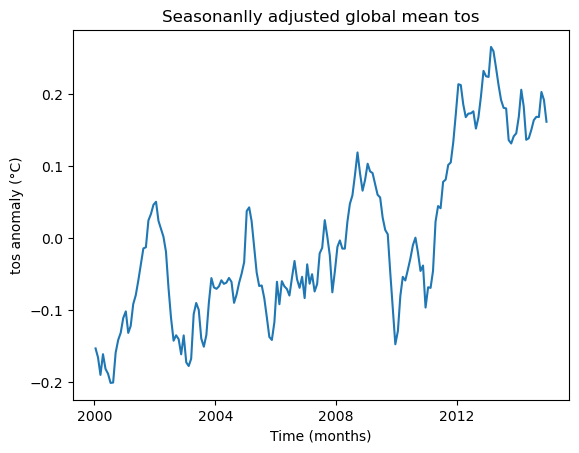 Seasonanlly adjusted global mean tos
tos anomaly (°C)
0.2
0.1
0.0
−0.1
−0.2
2000 2004 2008 2012
Time (months)